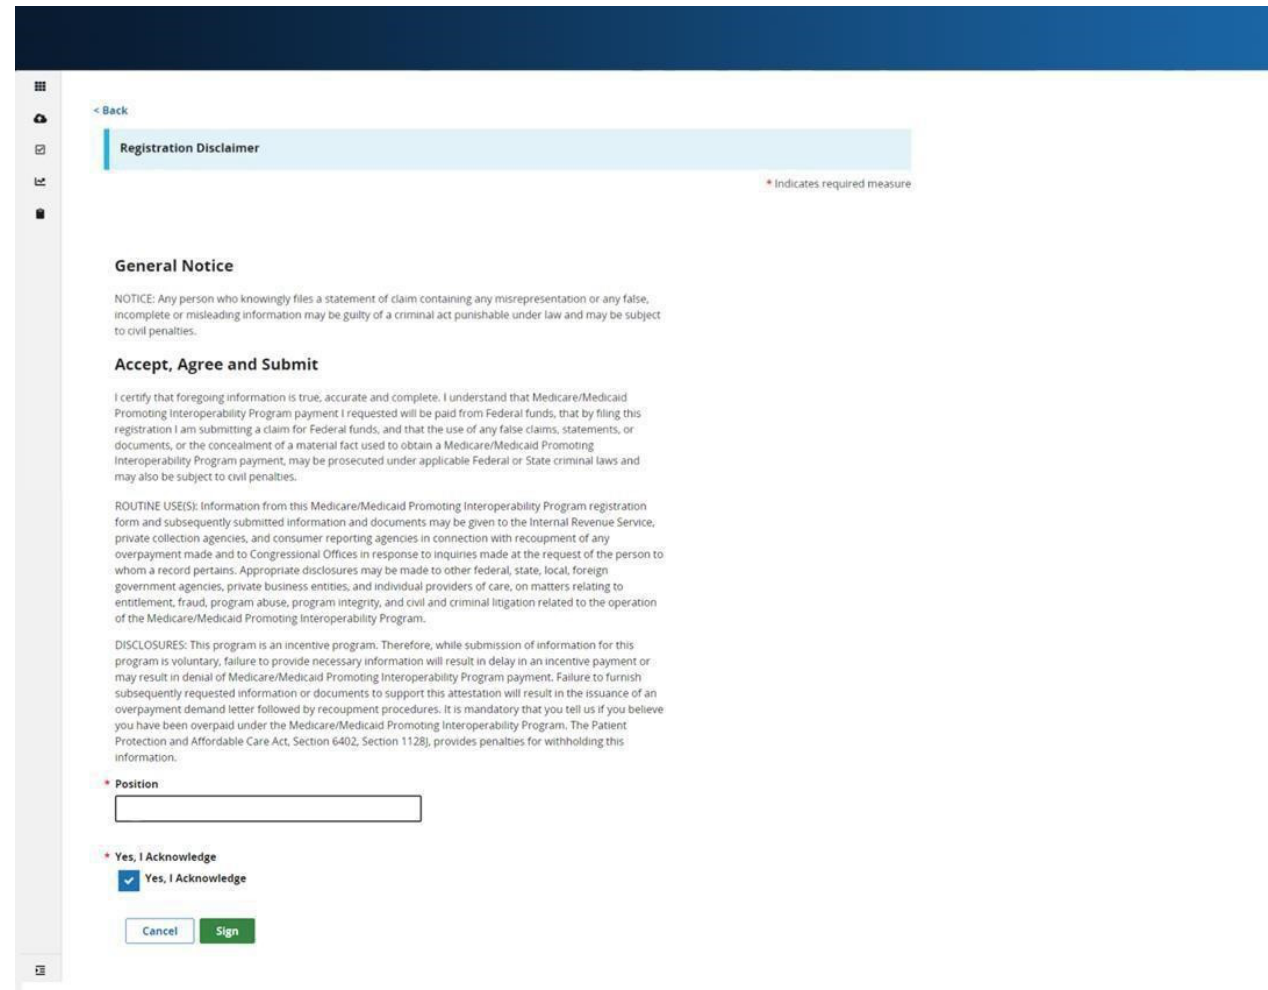 < Back
Registration Disclaimer
* Indicates required measure
General Notice
NOTICE: Any person who knowingly files a statement of claim containing any misrepresentation or any false,
incomplete or misleading information may be guilty of a criminal act punishable under law and may be subject
to civil penalties.
Accept, Agree and Submit
I certify that foregoing information is true, accurate and complete. I understand that Medicare/Medicaid
Promoting Interoperability Program payment I requested will be paid from Federal funds, that by filing this
registration I am submitting a claim for Federal funds, and that the use of any false claims, statements, or
documents, or the concealment of a material fact used to obtain a Medicare/Medicaid Promoting
Interoperability Program payment, may be prosecuted under applicable Federal or State criminal laws and
may also be subject to civil penalties.
ROUTINE USE(S): Information from this Medicare/Medicaid Promoting Interoperability Program registration
form and subsequently submitted information and documents may be given to the Internal Revenue Service,
private collection agencies, and consumer reporting agencies in connection with recoupment of any
overpayment made and to Congressional Offices in response to inquiries made at the request of the person to
whom a record pertains. Appropriate disclosures may be made to other federal, state, local, foreign
government agencies, private business entities, and individual providers of care, on matters relating to
entitlement, fraud, program abuse, program integrity, and civil and criminal litigation related to the operation
of the Medicare/Medicaid Promoting Interoperability Program.
DISCLOSURES: This program is an incentive program. Therefore, while submission of information for this
program is voluntary, failure to provide necessary information will result in delay in an incentive payment or
may result in denial of Medicare/Medicaid Promoting Interoperability Program payment. Failure to furnish
subsequently requested information or documents to support this attestation will result in the issuance of an
overpayment demand letter followed by recoupment procedures. It is mandatory that you tell us if you believe
you have been overpaid under the Medicare/Medicaid Promoting Interoperability Program. The Patient
Protection and Affordable Care Act, Section 6402, Section 1128J, provides penalties for withholding this
information.
* Position
* Yes, I Acknowledge
Yes, I Acknowledge
Cancel Sign